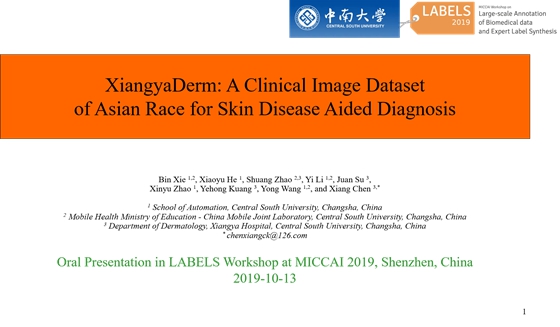 中南大学
CENTRAL SOUTH UNIVERSITY
LABELS
2019
MICCAI Workshop on
Large-scale Annotation
of Biomedical data
and Expert Label Synthesis
XiangyaDerm: A Clinical Image Dataset
of Asian Race for Skin Disease Aided Diagnosis
Bin Xie 1,2, Xiaoyu He 1, Shuang Zhao 2,3, Yi Li 1,2, Juan Su 3,
Xinyu Zhao 1, Yehong Kuang 3, Yong Wang 1,2, and Xiang Chen 3,*
1 School of Automation, Central South University, Changsha, China
2 Mobile Health Ministry of Education - China Mobile Joint Laboratory, Central South University, Changsha, China
3 Department of Dermatology, Xiangya Hospital, Central South University, Changsha, China
* chenxiangck@126.com
Oral Presentation in LABELS Workshop at MICCAI 2019, Shenzhen, China
2019-10-13
1